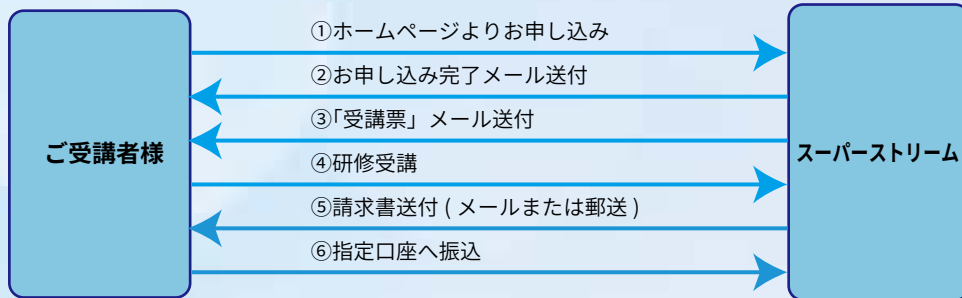 ①ホームページよりお申し込み
②お申し込み完了メール送付
③「受講票」メール送付
ご受講者様
スーパーストリーム
④研修受講
⑤請求書送付 ( メールまたは郵送 )
⑥指定口座へ振込